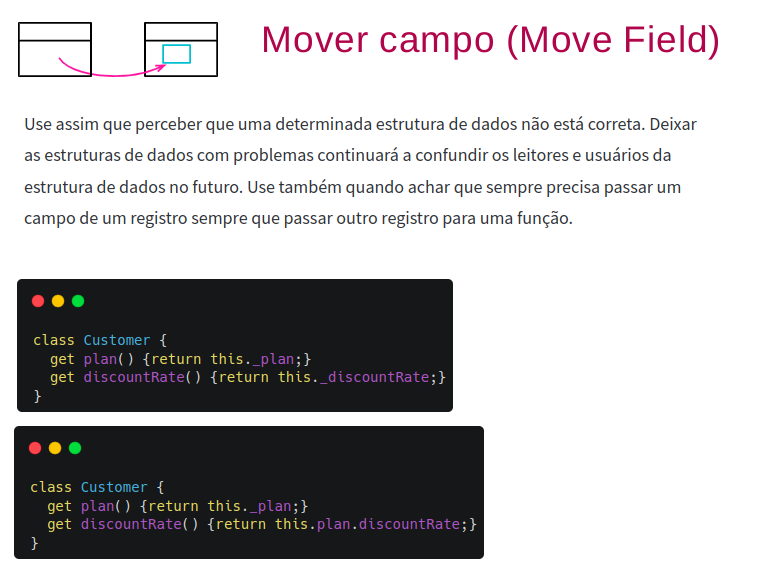 Mover campo (Move Field)
Use assim que perceber que uma determinada estrutura de dados não está correta. Deixar
as estruturas de dados com problemas continuará a confundir os leitores e usuários da
estrutura de dados no futuro. Use também quando achar que sempre precisa passar um
campo de um registro sempre que passar outro registro para uma função.
class Customer {
  get plan() {return this._plan;}
  get discountRate() {return this._discountRate;}
}
class Customer {
  get plan() {return this._plan;}
  get discountRate() {return this.plan.discountRate;}
}